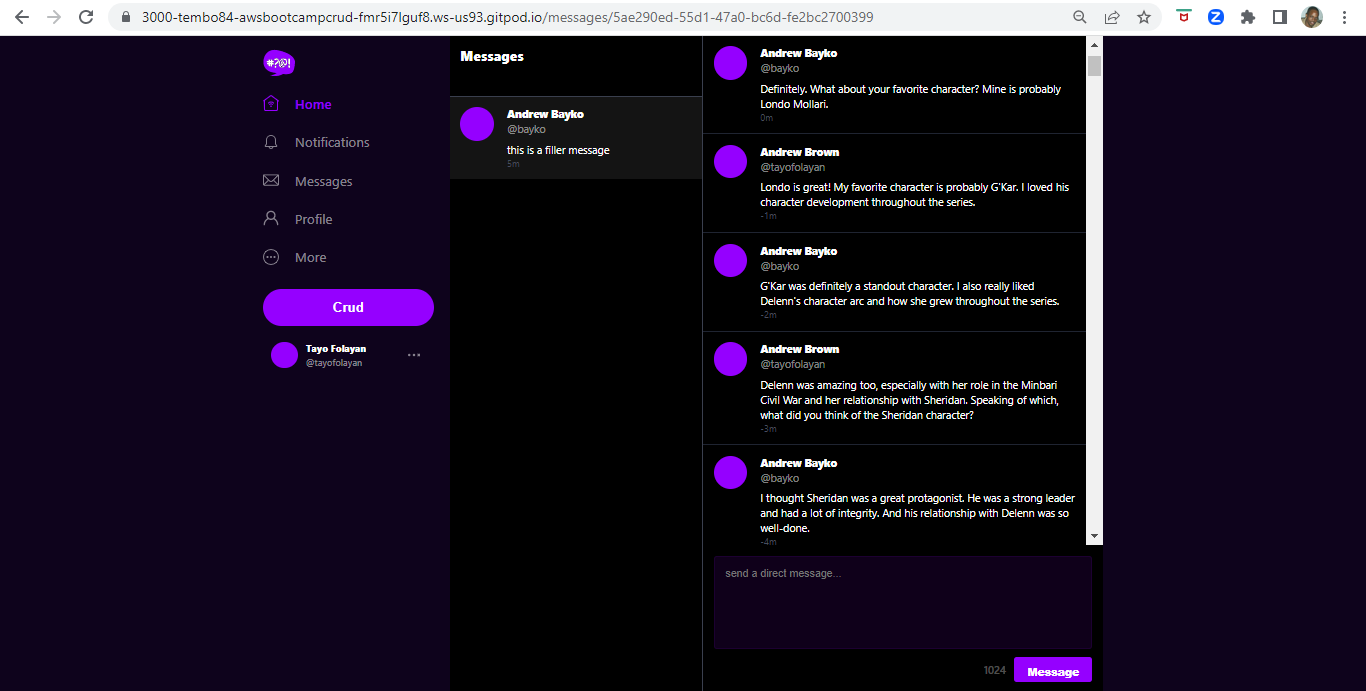 3000-tembo84-awsbootcampcrud-fmr5i7lguf8.ws-us93.gitpod.io/messages/5ae290ed-55d1-47a0-bc6d-fe2bc2700399
#?@!
Home
Notifications
Messages
Profile
More
Crud
Tayo Folayan
@tayofolayan
Messages
Andrew Bayko
@bayko
this is a filler message
5m
Andrew Bayko
@bayko
Definitely. What about your favorite character? Mine is probably
Londo Mollari.
0m
Andrew Brown
@tayofolayan
Londo is great! My favorite character is probably G'Kar. I loved his
character development throughout the series.
-1m
Andrew Bayko
@bayko
G'Kar was definitely a standout character. I also really liked
Delenn's character arc and how she grew throughout the series.
-2m
Andrew Brown
@tayofolayan
Delenn was amazing too, especially with her role in the Minbari
Civil War and her relationship with Sheridan. Speaking of which,
what did you think of the Sheridan character?
-3m
Andrew Bayko
@bayko
I thought Sheridan was a great protagonist. He was a strong leader
and had a lot of integrity. And his relationship with Delenn was so
well-done.
-4m
send a direct message...
1024
Message